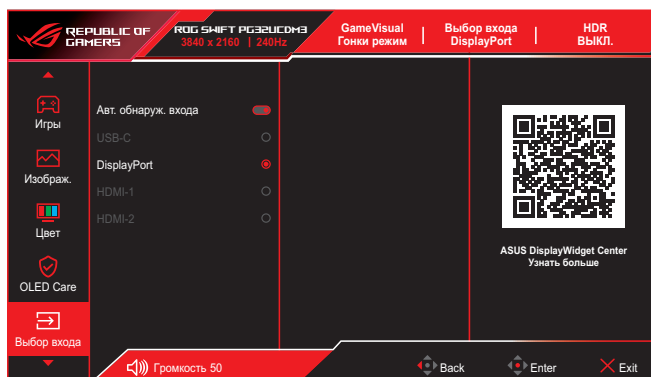 REPUBLIC OF
GAMERS
ROG SWIFT PG32UCDM3
3840 x 2160 | 240Hz
GameVisual
Гонки режим
Выбор входа
DisplayPort
HDR
ВЫКЛ.
Игры
Изображ.
Цвет
OLED Care
Выбор входа
Авт. обнаруж. входа
USB-C
DisplayPort
HDMI-1
HDMI-2
ASUS DisplayWidget Center
Узнать больше
Громкость 50
Back
Enter
Exit